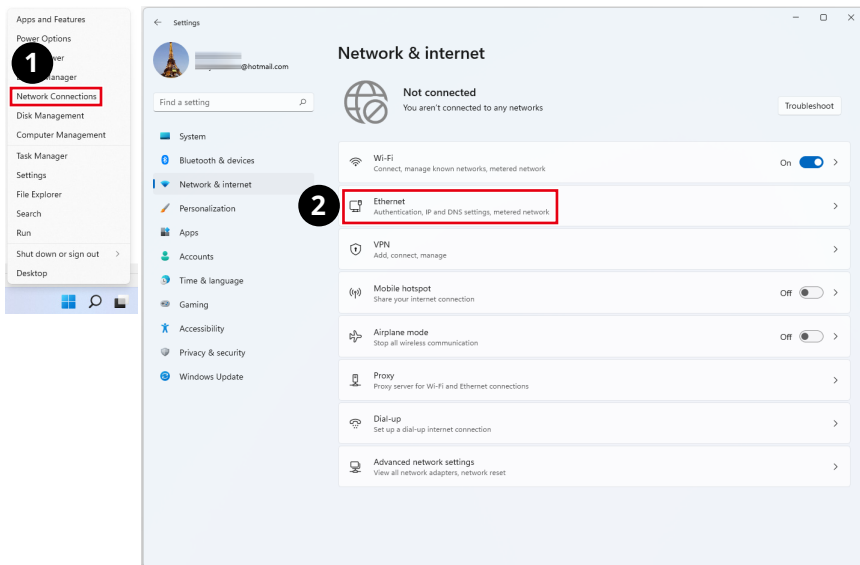 Apps and Features
Power Options
1
Network Connections
Disk Management
Computer Management
Task Manager
Settings
File Explorer
Search
Run
Shut down or sign out
Desktop
Settings
@hotmail.com
Find a setting
System
Bluetooth & devices
Network & internet
Personalization
Apps
Accounts
Time & language
Gaming
Accessibility
Privacy & security
Windows Update
Network & internet
Not connected
You aren't connected to any networks
Troubleshoot
Wi-Fi
Connect, manage known networks, metered network
On
2
Ethernet
Authentication, IP and DNS settings, metered network
VPN
Add, connect, manage
Mobile hotspot
Share your internet connection
Off
Airplane mode
Stop all wireless communication
Off
Proxy
Proxy server for Wi-Fi and Ethernet connections
Dial-up
Set up a dial-up internet connection
Advanced network settings
View all network adapters, network reset